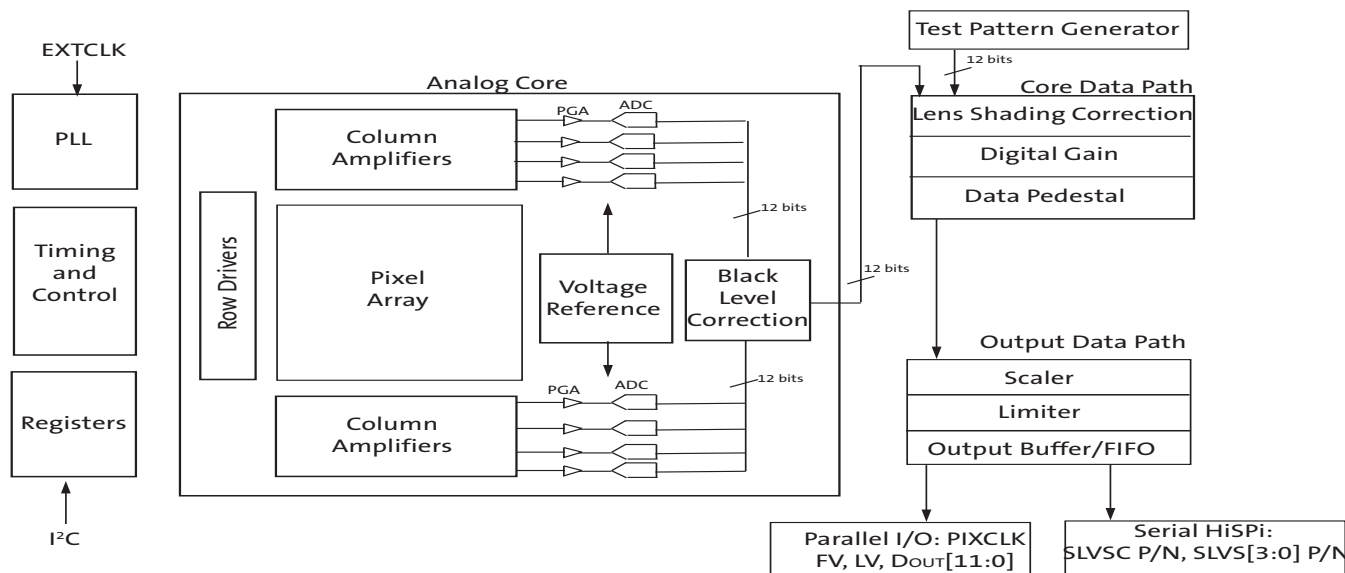 Test Pattern Generator
12 bits
EXTCLK
PLL
Timing
and
Control
Registers
I²C
Analog Core
Column
Amplifiers
PGA
ADC
Row Drivers
Pixel
Array
Voltage
Reference
12 bits
Black
Level
Correction
12 bits
12 bits
Column
Amplifiers
PGA
ADC
Core Data Path
Lens Shading Correction
Digital Gain
Data Pedestal
Output Data Path
Scaler
Limiter
Output Buffer/FIFO
Parallel I/O: PIXCLK
FV, LV, DOUT[11:0]
Serial HiSPi:
SLVSC P/N, SLVS[3:0] P/N